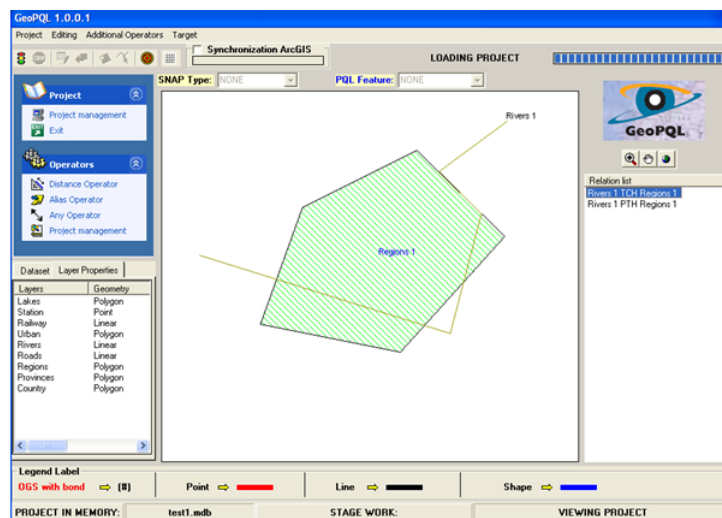 GeoPQL 1.0.0.1
Project Editing Additional Operators Target
Synchronization ArcGIS
LOADING PROJECT
SNAP Type: NONE
PQL Feature: NONE
Project
Project management
Exit
Operators
Distance Operator
Alias Operator
Any Operator
Project management
Dataset Layer Properties
Layers Geometry
Lakes Polygon
Station Point
Railway Linear
Urban Polygon
Rivers Linear
Roads Linear
Regions Polygon
Provinces Polygon
Country Polygon
Rivers 1
Regions 1
GeoPQL
Relation list
Rivers 1 TCH Regions 1
Rivers 1 PTH Regions 1
Legend Label
OGS with bond (#)
Point
Line
Shape
PROJECT IN MEMORY: test1.mdb STAGE WORK: VIEWING PROJECT